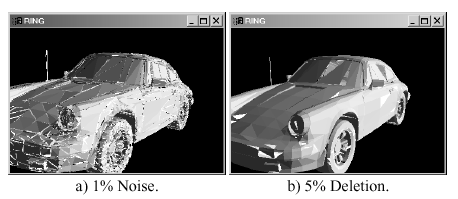 RING
RING
a) 1% Noise.
b) 5% Deletion.